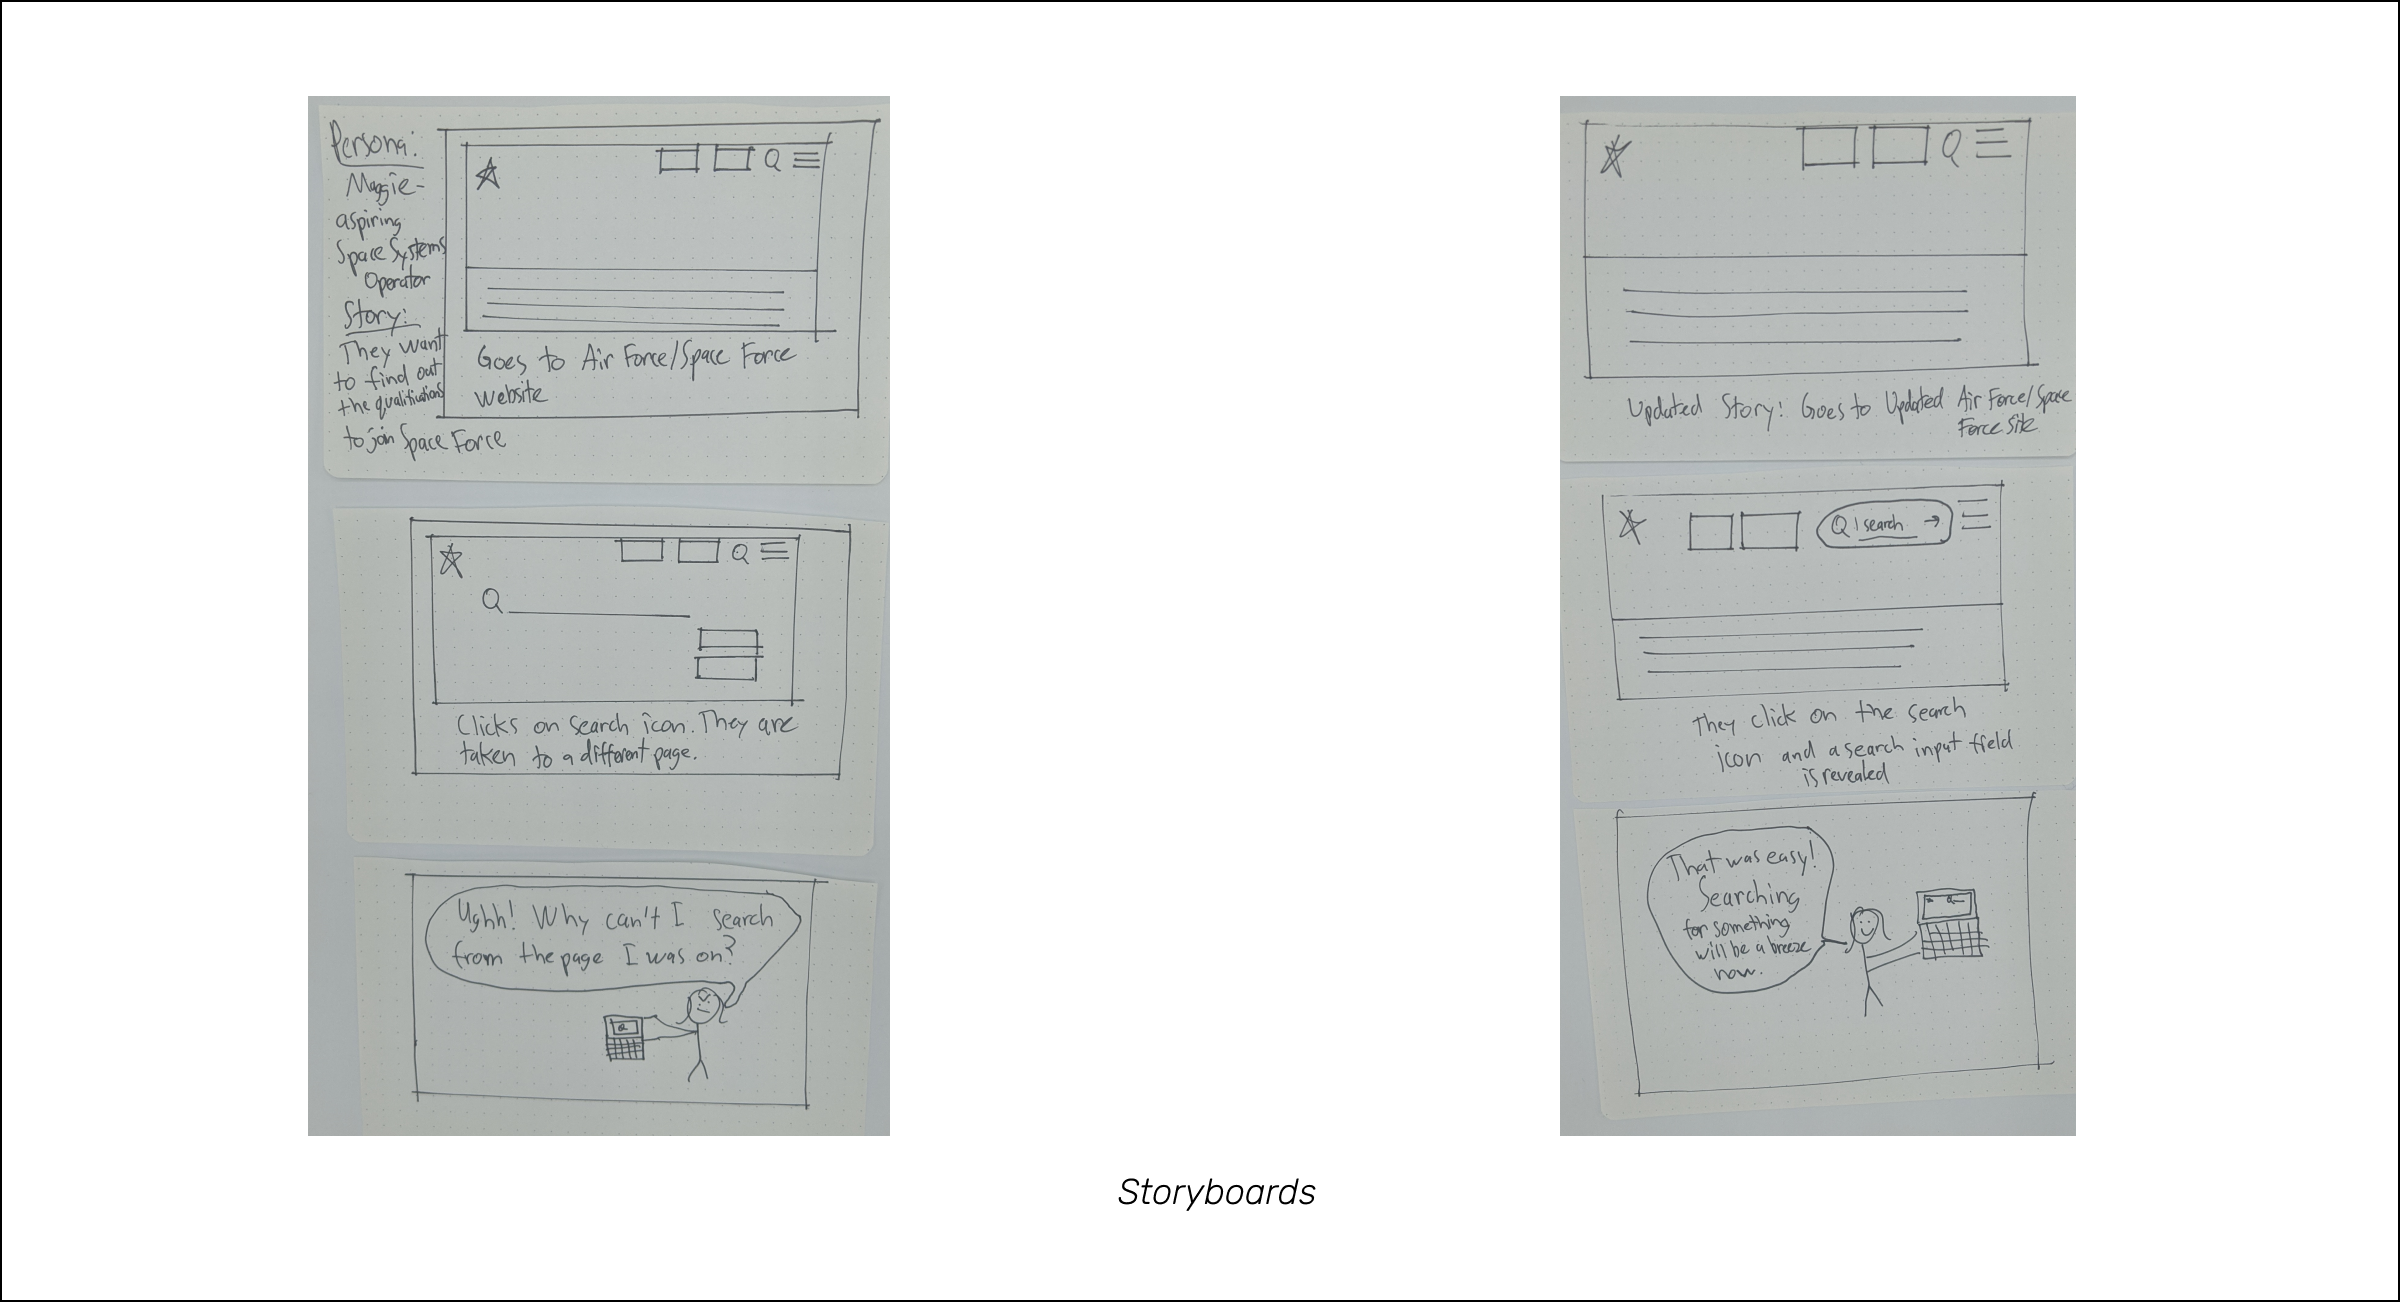 Persona:
Maggie-
aspiring
Space Systems
Operator
Story:
They want
to find out
the qualifications
to join Space Force
Goes to Air Force/Space Force
website
Clicks on search icon. They are
taken to a different page.
Ughh! Why can't I search
from the page I was on?
Updated Story: Goes to Updated Air Force/Space
Force site
search
They click on the search
icon and a search input field
is revealed
That was easy!
Searching
for something
will be a breeze
now.
Storyboards